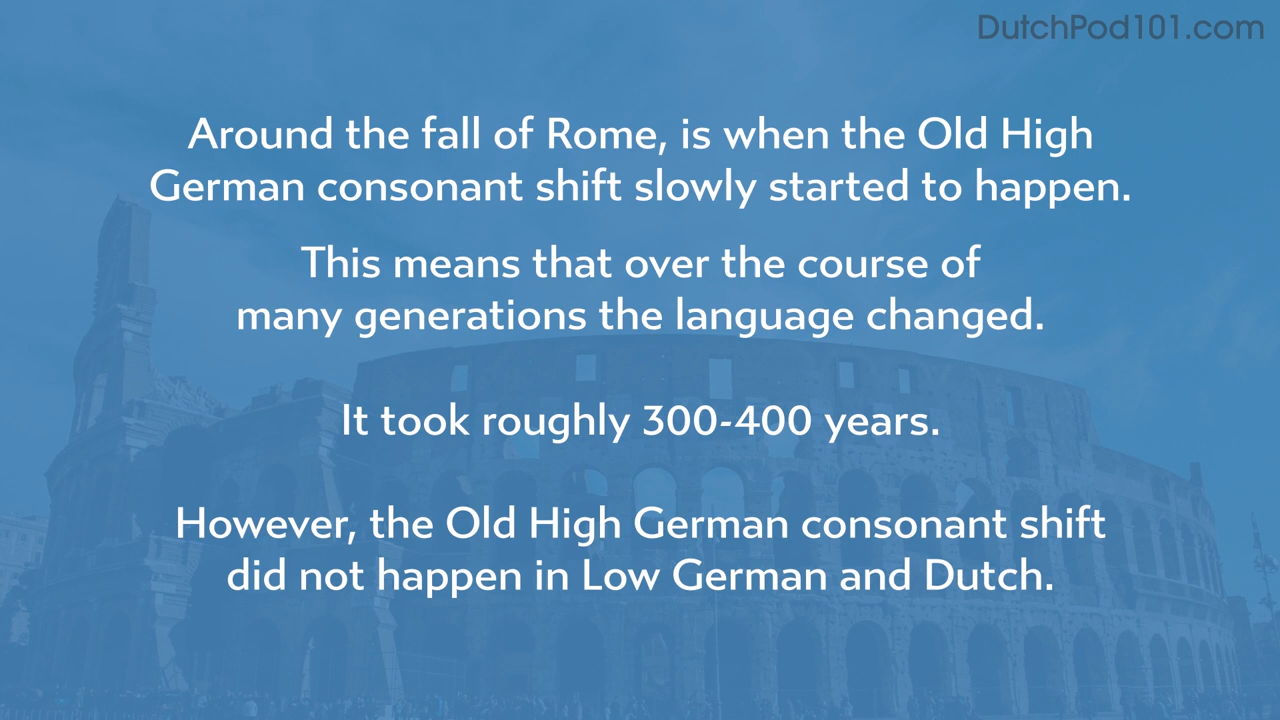 DutchPod101.com
Around the fall of Rome, is when the Old High
German consonant shift slowly started to happen.
This means that over the course of
many generations the language changed.
It took roughly 300-400 years.
However, the Old High German consonant shift
did not happen in Low German and Dutch.